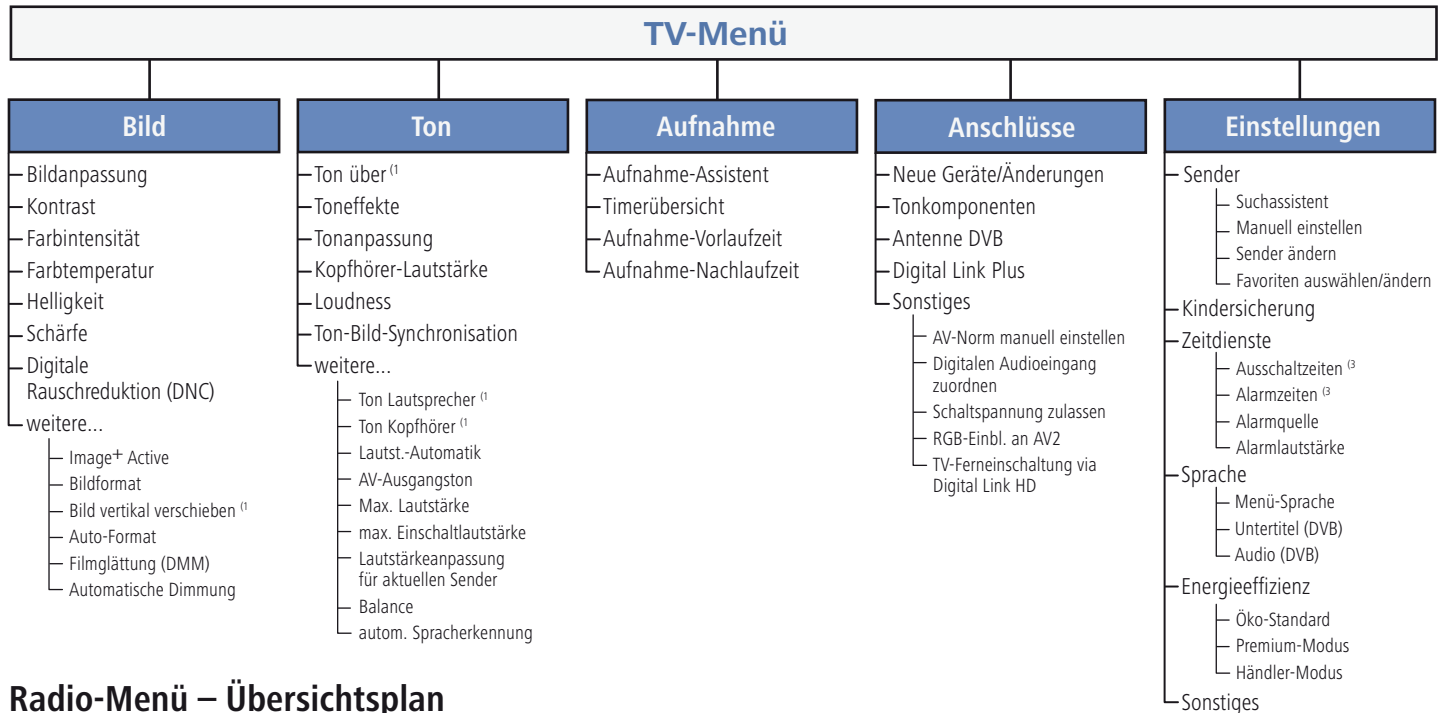 TV-Menü
Bild
Bildanpassung
Kontrast
Farbintensität
Farbtemperatur
Helligkeit
Schärfe
Digitale
Rauschreduktion (DNC)
weitere...
Image+ Active
Bildformat
Bild vertikal verschieben (1
Auto-Format
Filmglättung (DMM)
Automatische Dimmung
Ton
Ton über (1
Toneffekte
Tonanpassung
Kopfhörer-Lautstärke
Loudness
Ton-Bild-Synchronisation
weitere...
Ton Lautsprecher (1
Ton Kopfhörer (1
Lautst.-Automatik
AV-Ausgangston
Max. Lautstärke
max. Einschaltlautstärke
Lautstärkeanpassung
für aktuellen Sender
Balance
autom. Spracherkennung
Aufnahme
Aufnahme-Assistent
Timerübersicht
Aufnahme-Vorlaufzeit
Aufnahme-Nachlaufzeit
Anschlüsse
Neue Geräte/Änderungen
Tonkomponenten
Antenne DVB
Digital Link Plus
Sonstiges
AV-Norm manuell einstellen
Digitalen Audioeingang
zuordnen
Schaltspannung zulassen
RGB-Einbl. an AV2
TV-Ferneinschaltung via
Digital Link HD
Einstellungen
Sender
Suchassistent
Manuell einstellen
Sender ändern
Favoriten auswählen/ändern
Kindersicherung
Zeitdienste
Ausschaltzeiten (3
Alarmzeiten (3
Alarmquelle
Alarmlautstärke
Sprache
Menü-Sprache
Untertitel (DVB)
Audio (DVB)
Energieeffizienz
Öko-Standard
Premium-Modus
Händler-Modus
Sonstiges
Radio-Menü – Übersichtsplan